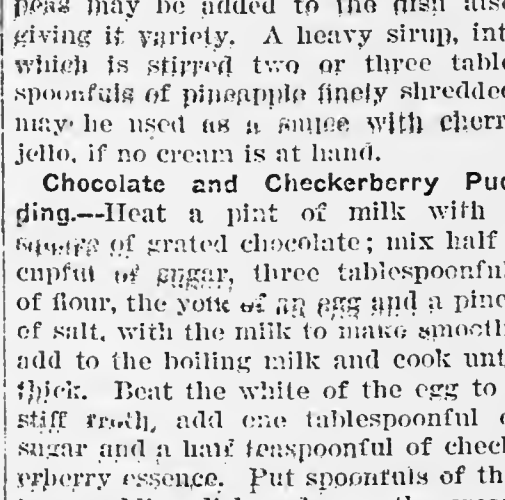 peas may be added to the dish also
giving it variety. A heavy sirup, int
which is stirred two or three table
spoonfuls of pineapple finely shredded
may be used as a sauce with cherr
jello, if no cream is at hand.
Chocolate and Checkerberry Pud
ding.--Heat a pint of milk with
square of grated chocolate; mix half
cupful of sugar, three tablespoonful
of flour, the yolk of an egg and a pinc
of salt, with the milk to make smooth
add to the boiling milk and cook unt
thick. Beat the white of the egg to
stiff froth, add one tablespoonful o
sugar and a half teaspoonful of check
erberry essence. Put spoonfuls of th